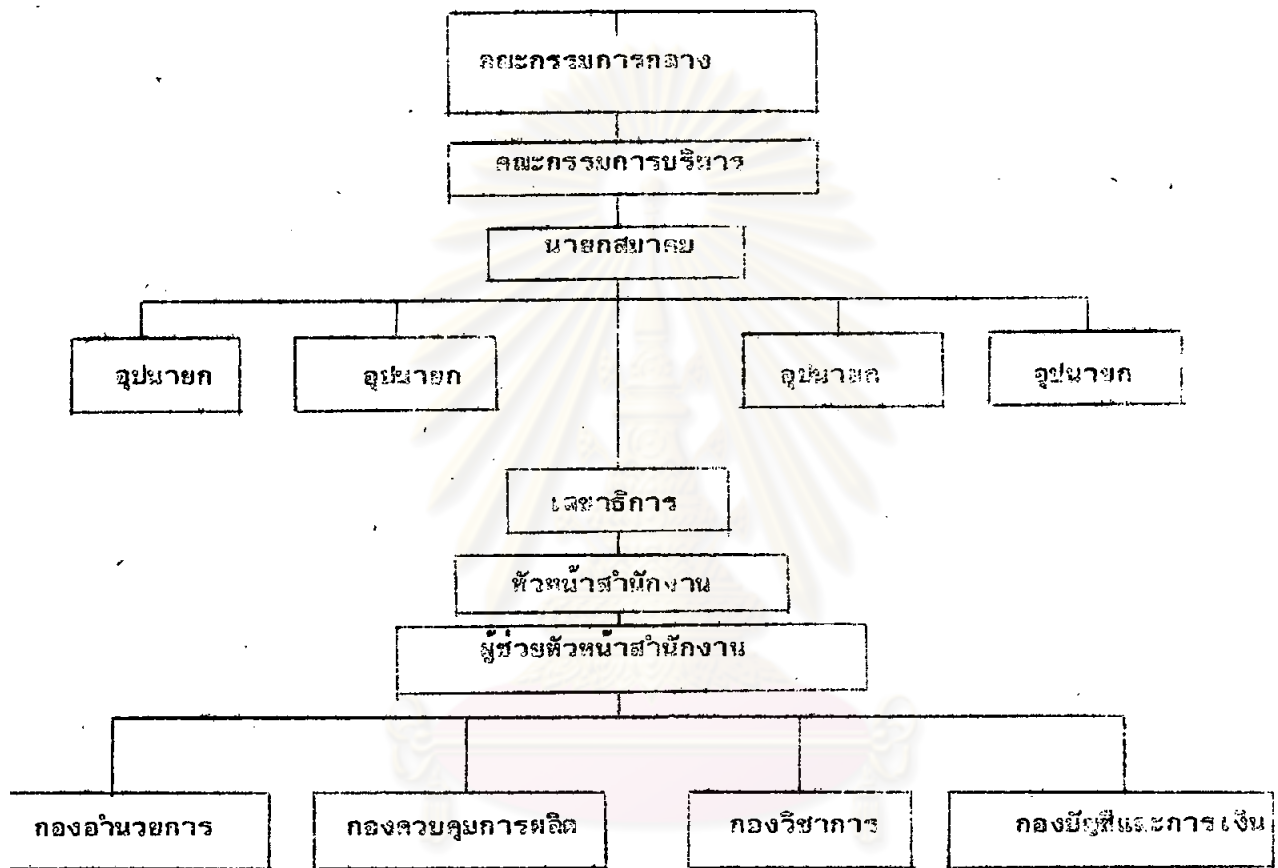 คณะกรรมการกลาง
คณะกรรมการบริหาร
นายกสมาคม
อุปนายก อุปนายก อุปนายก อุปนายก
เลขาธิการ
หัวหน้าสำนักงาน
ผู้ช่วยหัวหน้าสำนักงาน
กองอำนวยการ กองควบคุมการผลิต กองวิชาการ กองบัญชีและการเงิน